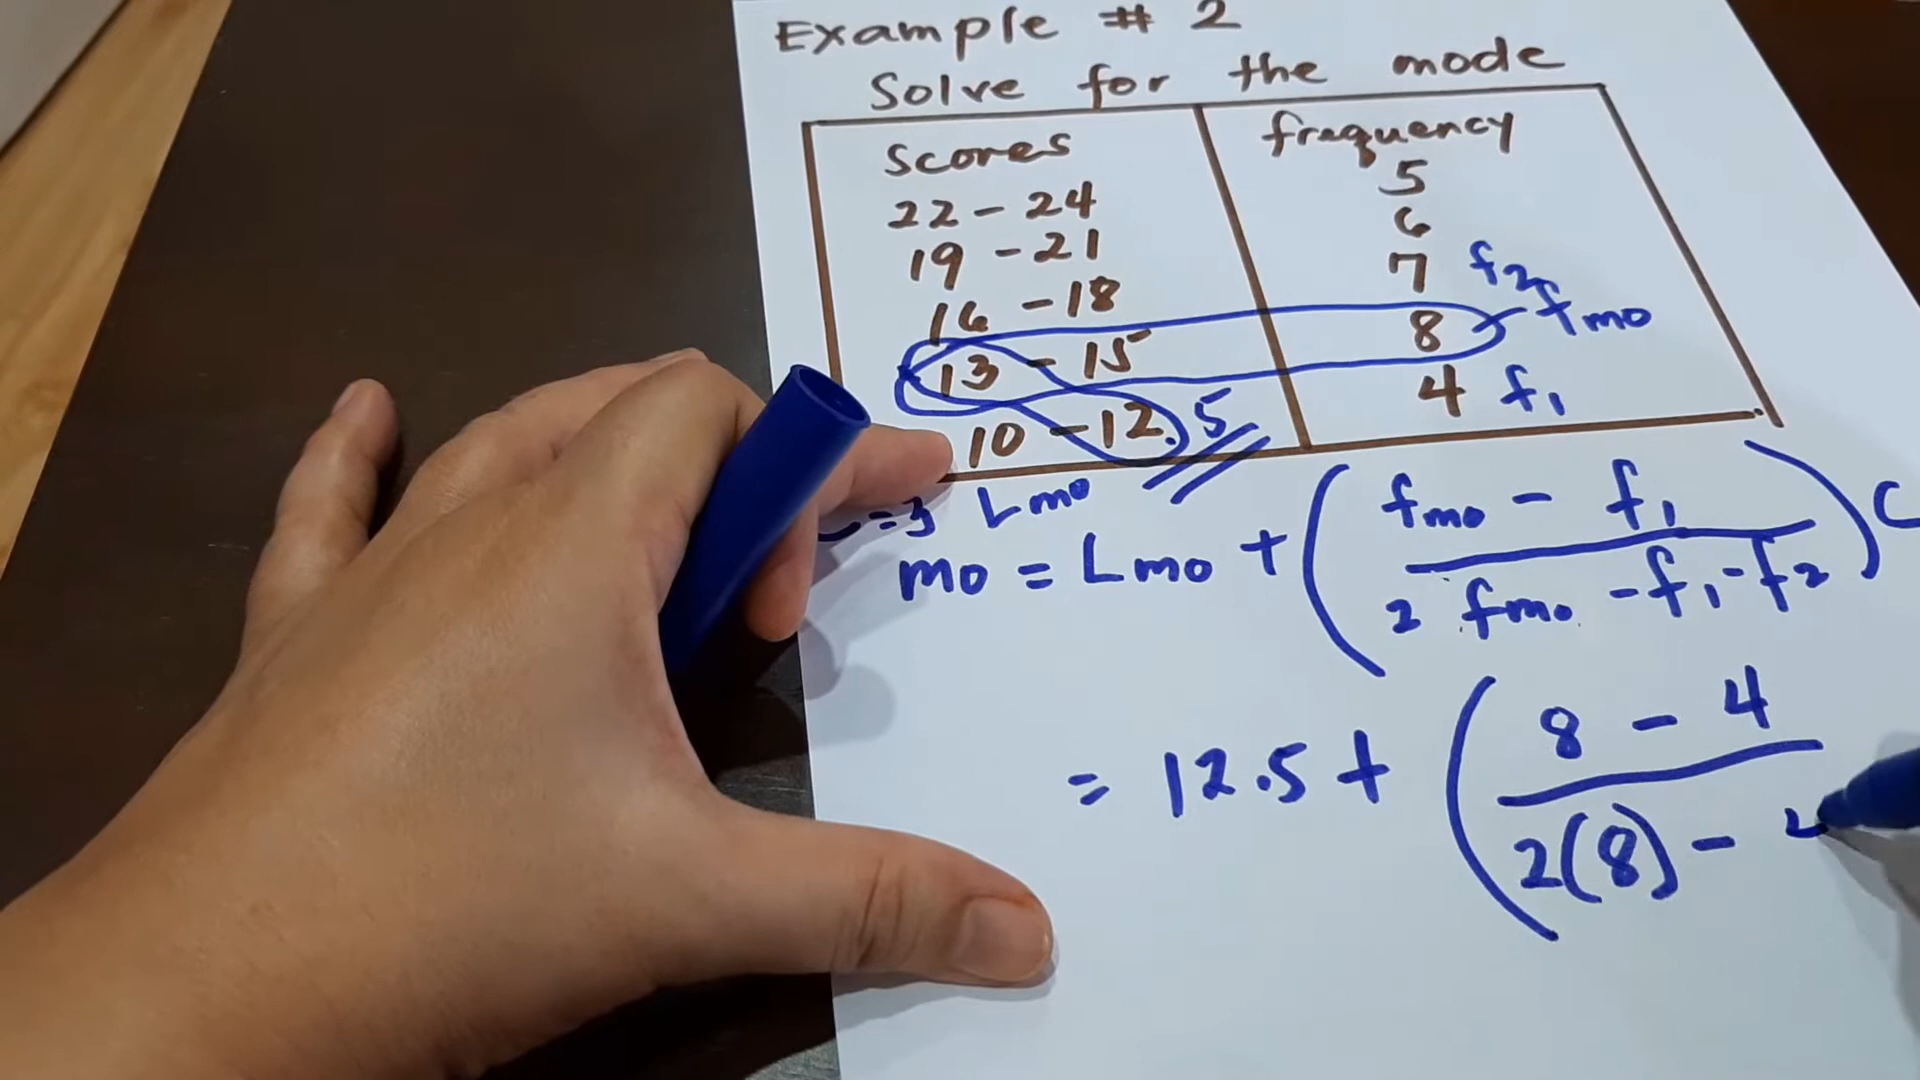 Example # 2
Solve for the mode
Scores frequency
22 - 24 5
19 - 21 6
16 - 18 7 f2
13 - 15 8 fmo
10 - 12.5 4 f1
C=3 Lmo
mo = Lmo + ( fmo - f1 ) C
2 fmo - f1 - f2
= 12.5 + ( 8 - 4
2(8) -